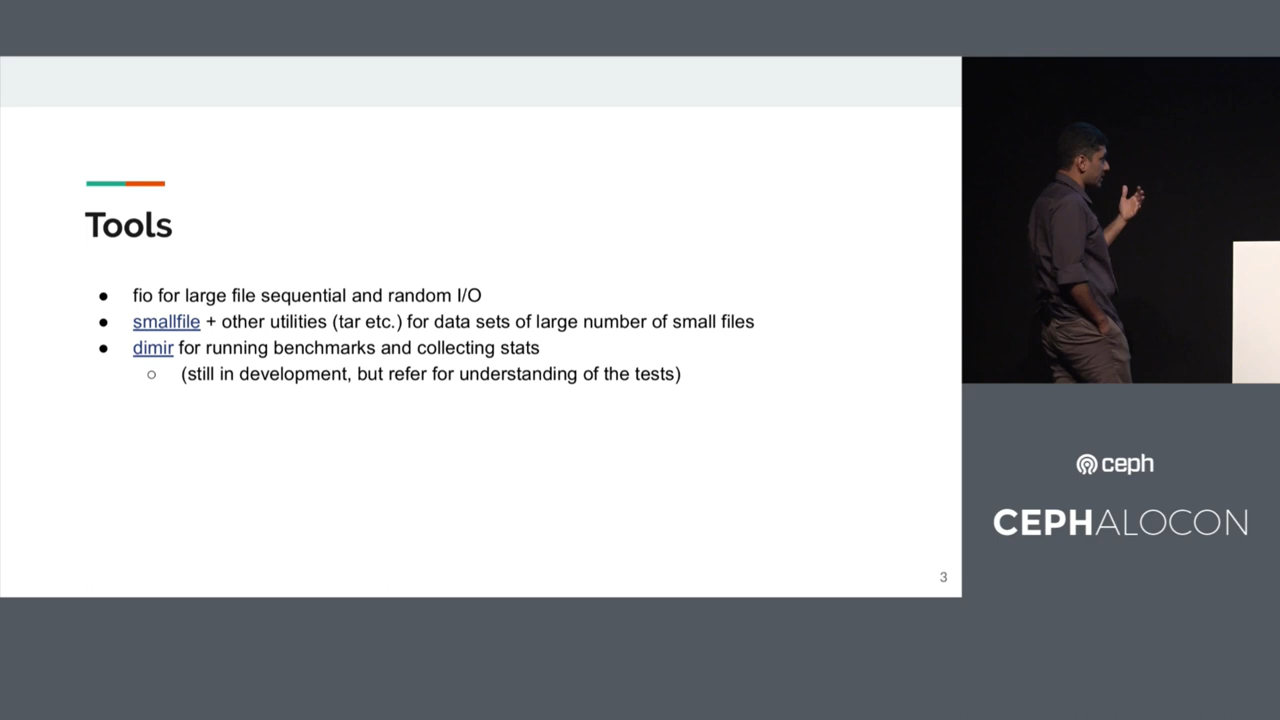 Tools
● fio for large file sequential and random I/O
● smallfile + other utilities (tar etc.) for data sets of large number of small files
● dimir for running benchmarks and collecting stats
○ (still in development, but refer for understanding of the tests)
3
ceph
CEPHALOCON